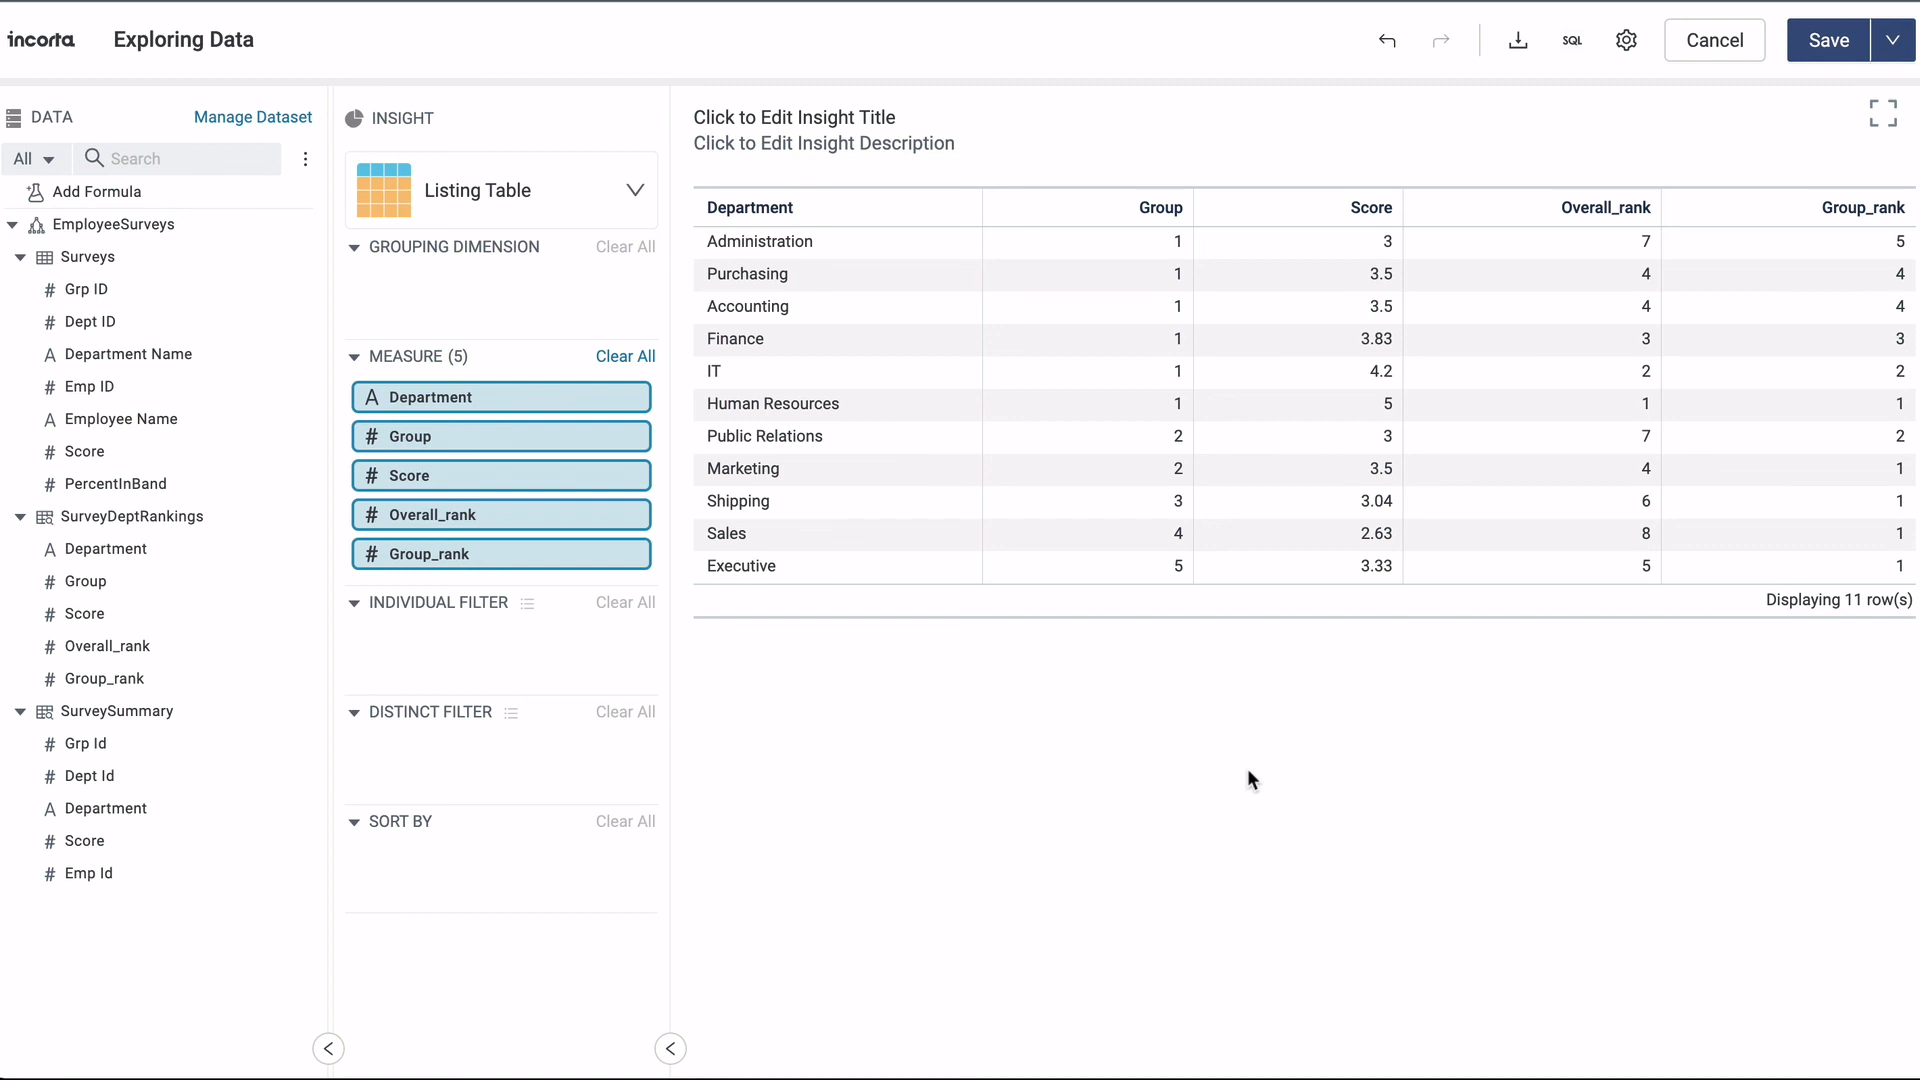 incorta
Exploring Data
SQL
Cancel
Save
DATA
Manage Dataset
All
Search
Add Formula
EmployeeSurveys
Surveys
# Grp ID
# Dept ID
A Department Name
# Emp ID
A Employee Name
# Score
# PercentInBand
SurveyDeptRankings
A Department
# Group
# Score
# Overall_rank
# Group_rank
SurveySummary
# Grp Id
# Dept Id
A Department
# Score
# Emp Id
INSIGHT
Listing Table
GROUPING DIMENSION Clear All
MEASURE (5) Clear All
A Department
# Group
# Score
# Overall_rank
# Group_rank
INDIVIDUAL FILTER Clear All
DISTINCT FILTER Clear All
SORT BY Clear All
Click to Edit Insight Title
Click to Edit Insight Description
Department Group Score Overall_rank Group_rank
Administration 1 3 7 5
Purchasing 1 3.5 4 4
Accounting 1 3.5 4 4
Finance 1 3.83 3 3
IT 1 4.2 2 2
Human Resources 1 5 1 1
Public Relations 2 3 7 2
Marketing 2 3.5 4 1
Shipping 3 3.04 6 1
Sales 4 2.63 8 1
Executive 5 3.33 5 1
Displaying 11 row(s)